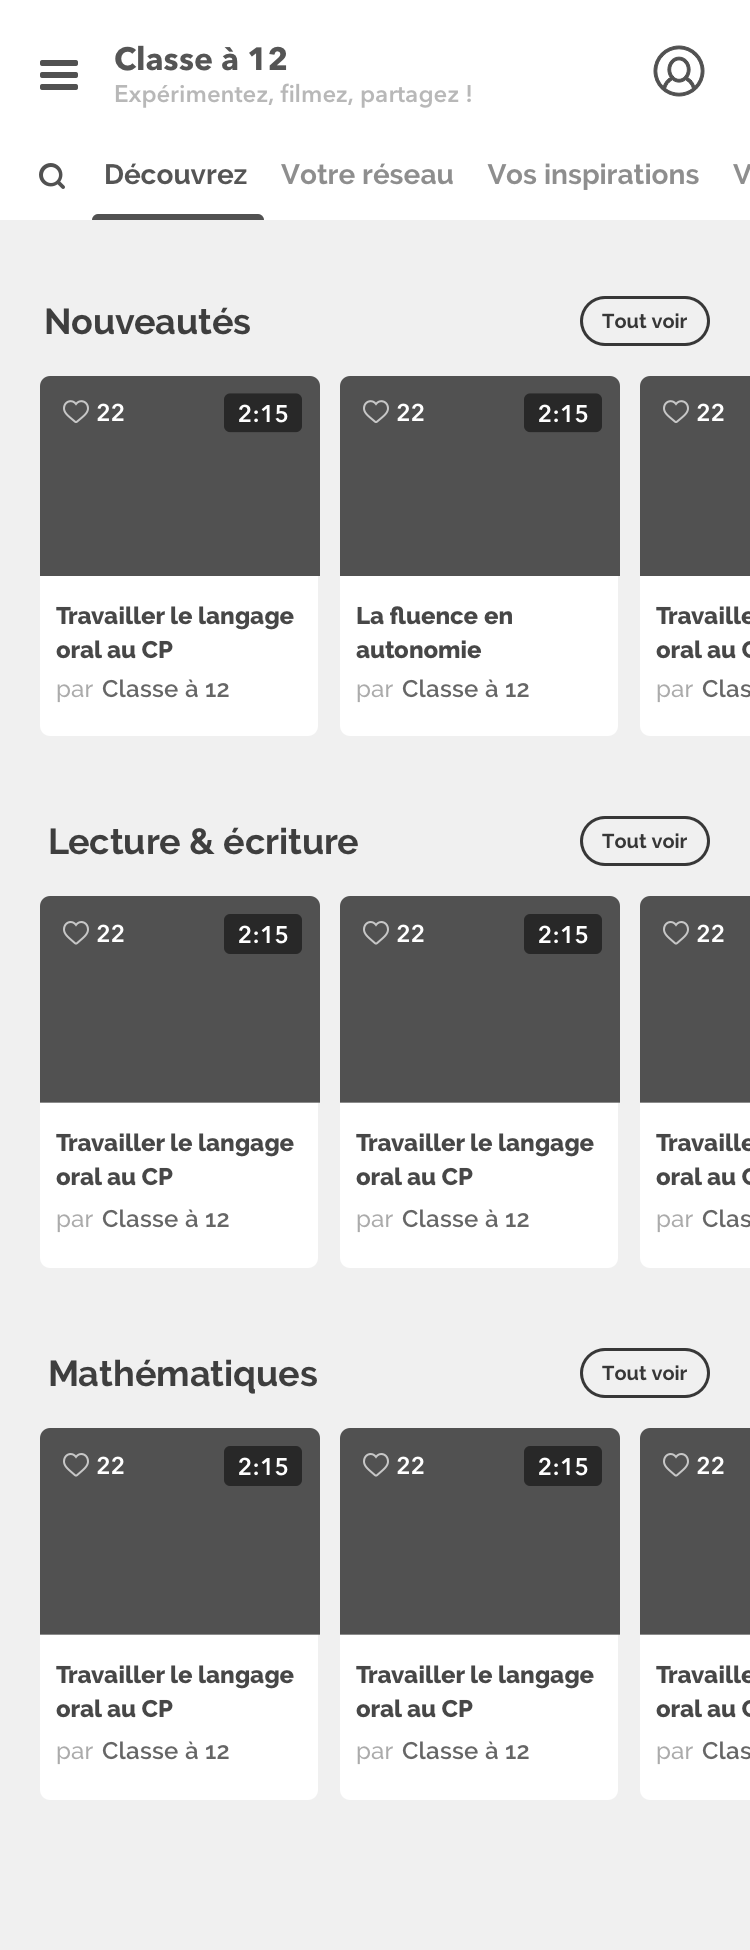 Classe à 12
Expérimentez, filmez, partagez !
Découvrez Votre réseau Vos inspirations V
Nouveautés Tout voir
22 2:15 22 2:15 22
Travailler le langage
oral au CP
par Classe à 12
La fluence en
autonomie
par Classe à 12
Travaille
oral au C
par Clas
Lecture & écriture Tout voir
22 2:15 22 2:15 22
Travailler le langage
oral au CP
par Classe à 12
Travailler le langage
oral au CP
par Classe à 12
Travaille
oral au C
par Clas
Mathématiques Tout voir
22 2:15 22 2:15 22
Travailler le langage
oral au CP
par Classe à 12
Travailler le langage
oral au CP
par Classe à 12
Travaille
oral au C
par Clas